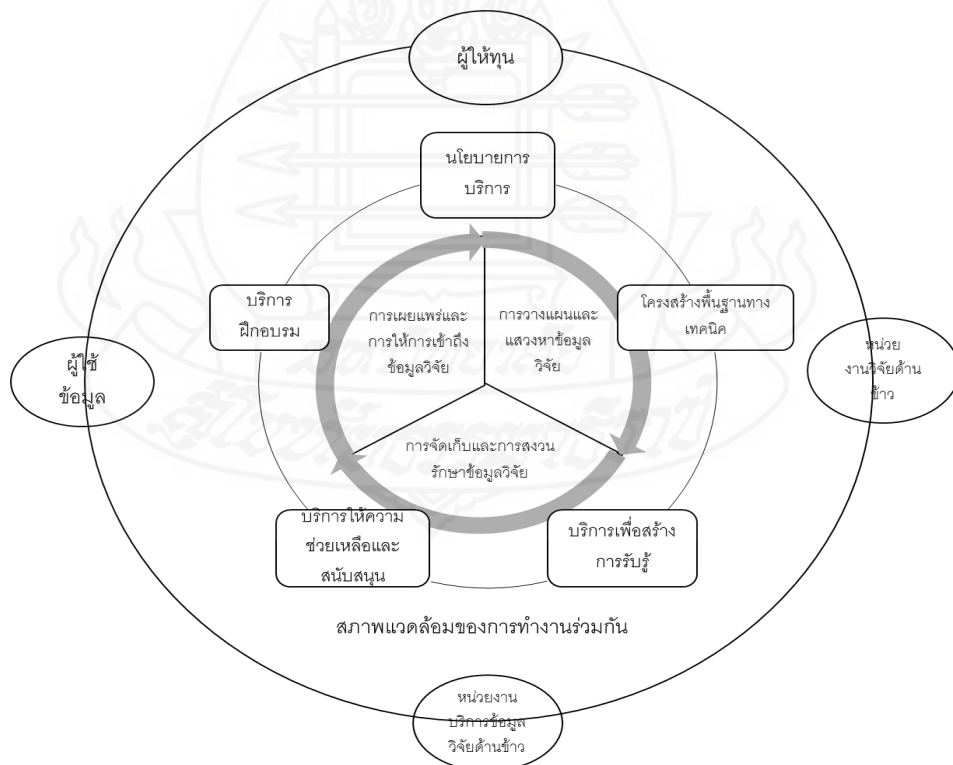 ผู้ให้ทุน
นโยบายการ
บริการ
บริการ
ฝึกอบรม
โครงสร้างพื้นฐานทาง
เทคนิค
การเผยแพร่และ
การให้การเข้าถึง
ข้อมูลวิจัย
การวางแผนและ
แสวงหาข้อมูล
วิจัย
ผู้ใช้
ข้อมูล
หน่วย
งานวิจัยด้าน
ข้าว
การจัดเก็บและการสงวน
รักษาข้อมูลวิจัย
บริการให้ความ
ช่วยเหลือและ
สนับสนุน
บริการเพื่อสร้าง
การรับรู้
สภาพแวดล้อมของการทำงานร่วมกัน
หน่วยงาน
บริการข้อมูล
วิจัยด้านข้าว